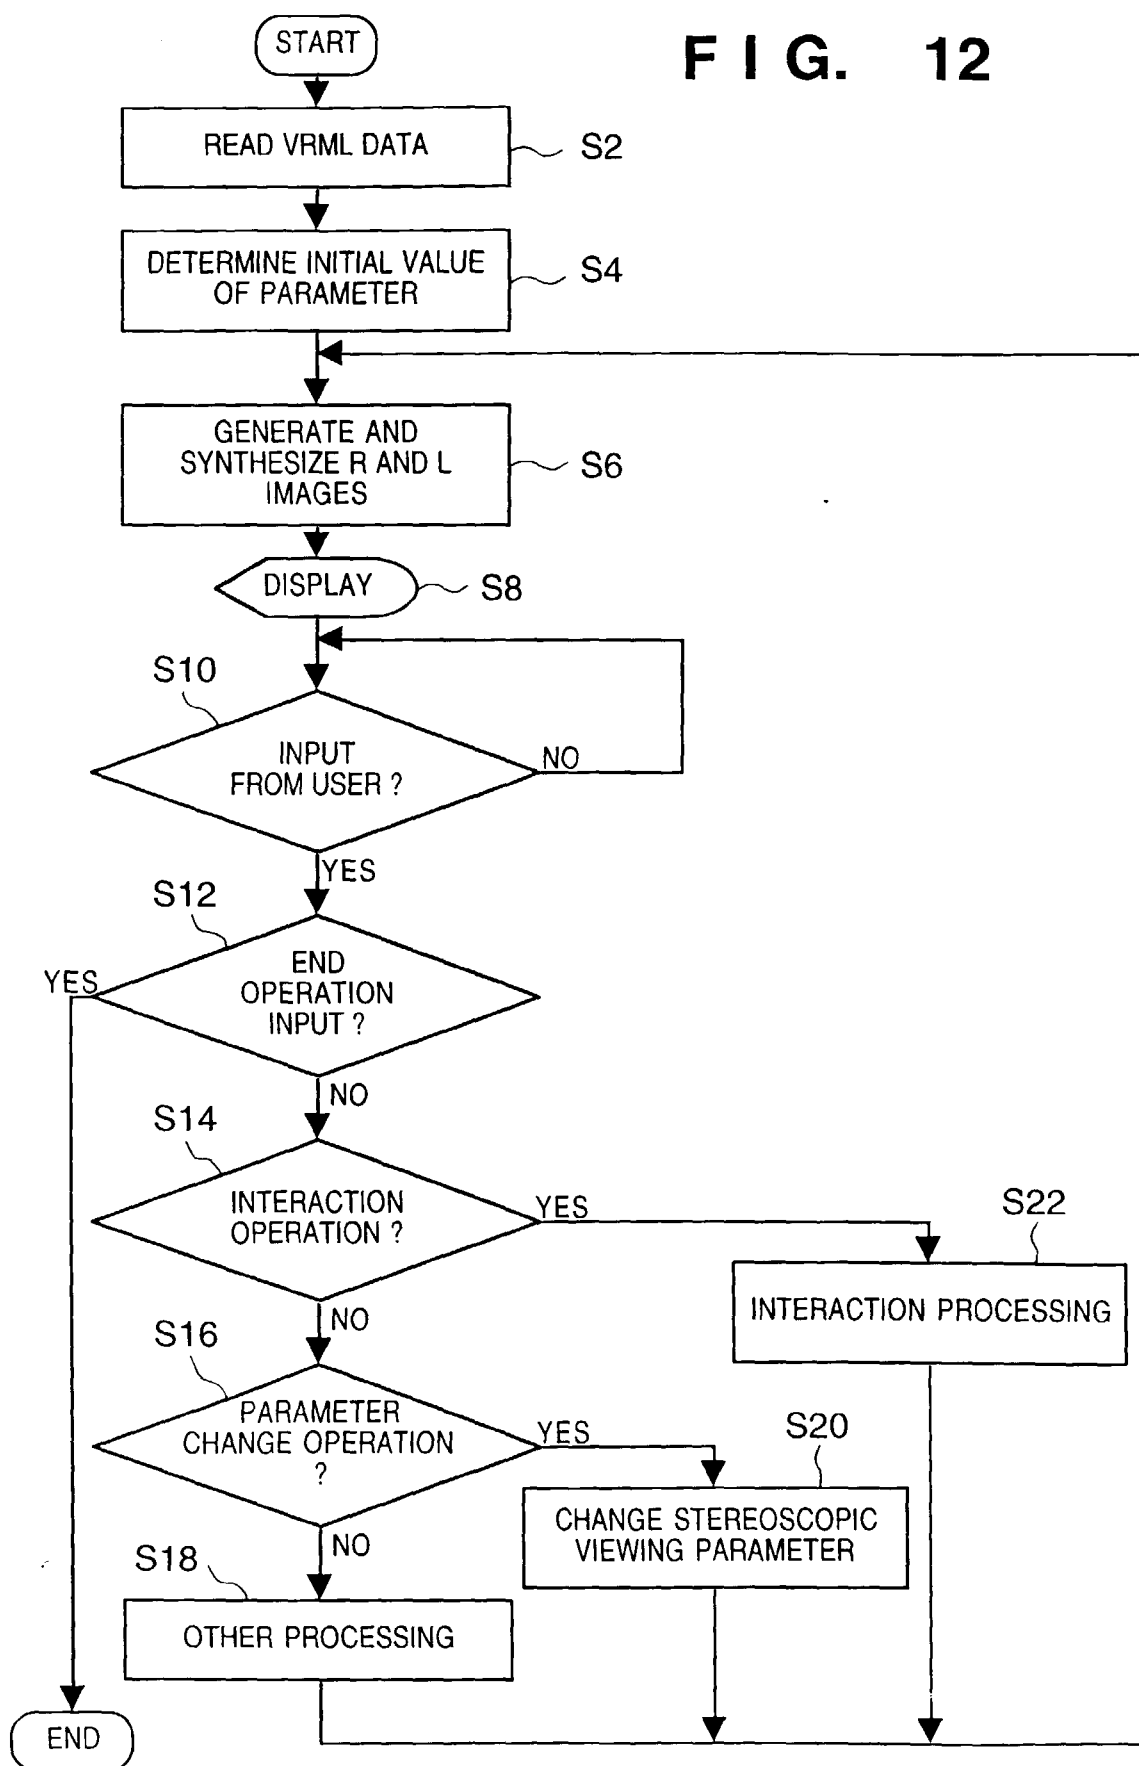 START
FIG. 12
READ VRML DATA
S2
DETERMINE INITIAL VALUE
OF PARAMETER
S4
GENERATE AND
SYNTHESIZE R AND L
IMAGES
S6
DISPLAY
S8
S10
INPUT
FROM USER ?
NO
YES
S12
END
OPERATION
INPUT ?
YES
NO
S14
INTERACTION
OPERATION ?
YES
S22
INTERACTION PROCESSING
NO
S16
PARAMETER
CHANGE OPERATION
?
YES
S20
CHANGE STEREOSCOPIC
VIEWING PARAMETER
NO
S18
OTHER PROCESSING
END